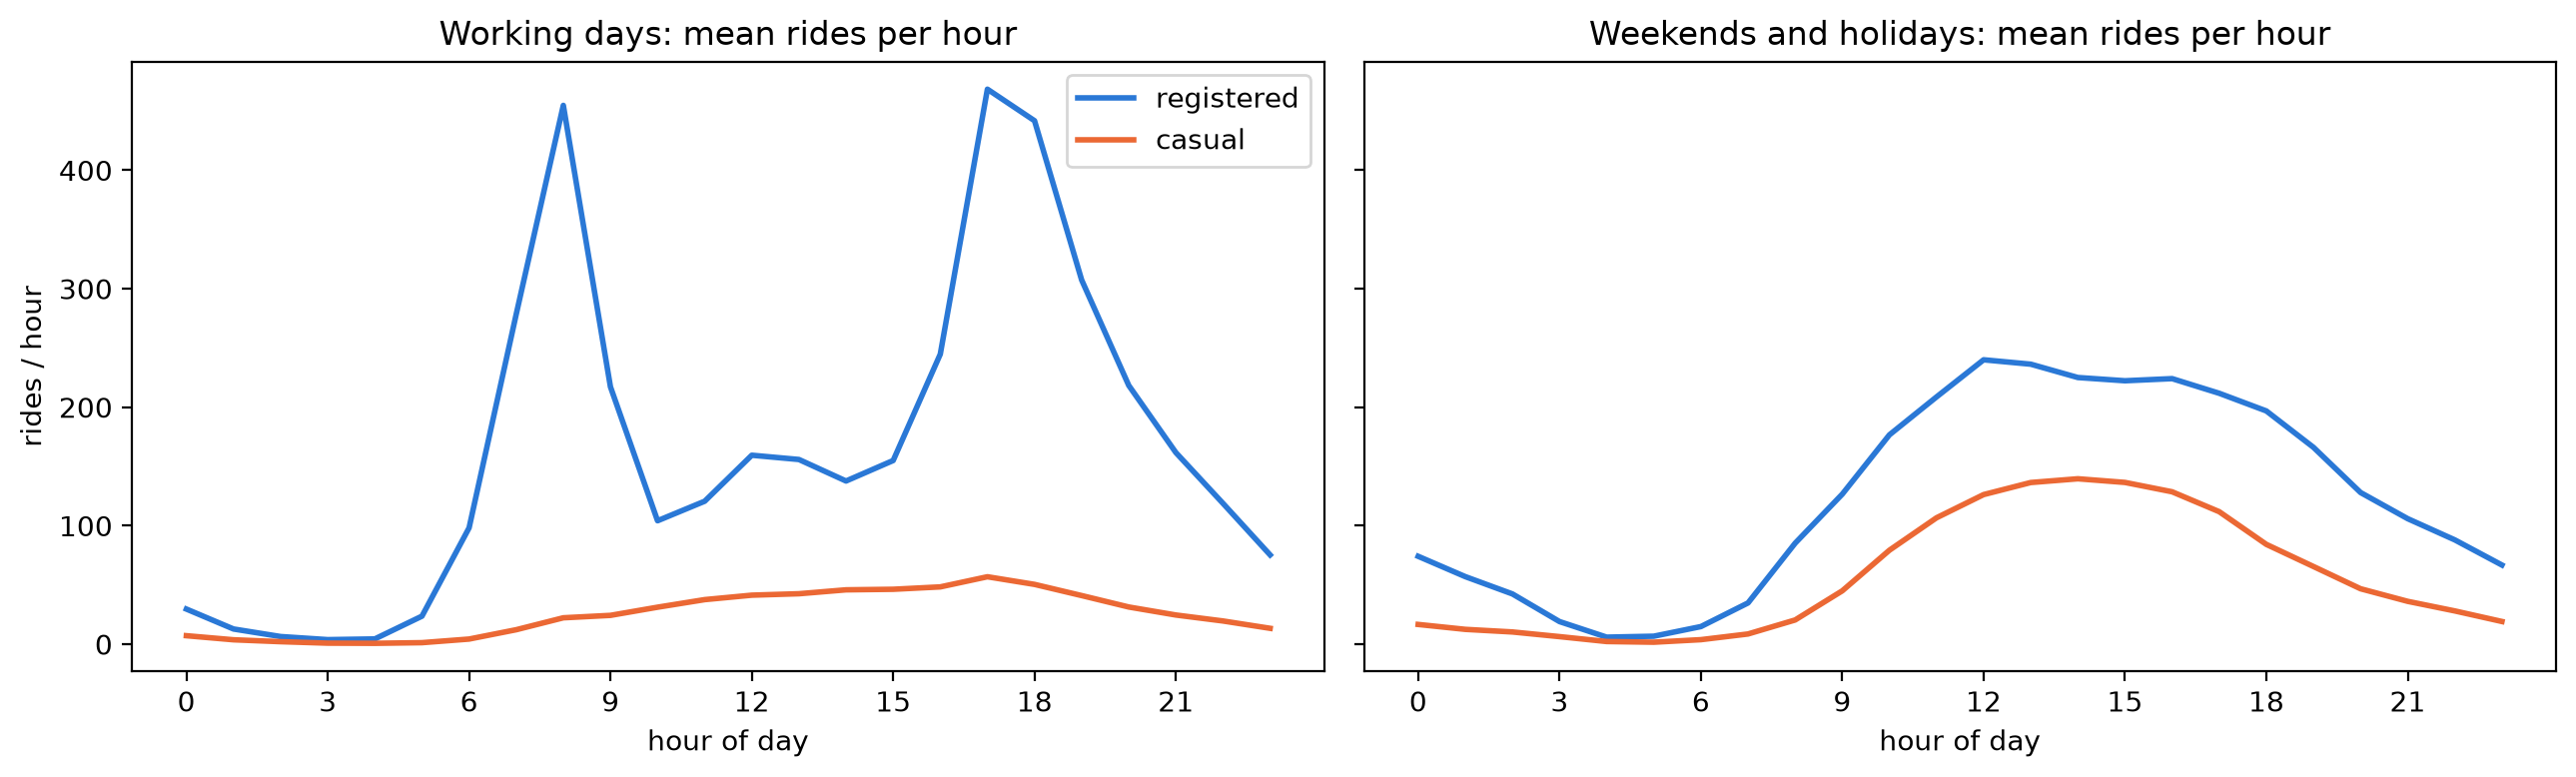 Working days: mean rides per hour
Weekends and holidays: mean rides per hour
registered
casual
rides / hour
400
300
200
100
0
0 3 6 9 12 15 18 21
0 3 6 9 12 15 18 21
hour of day
hour of day